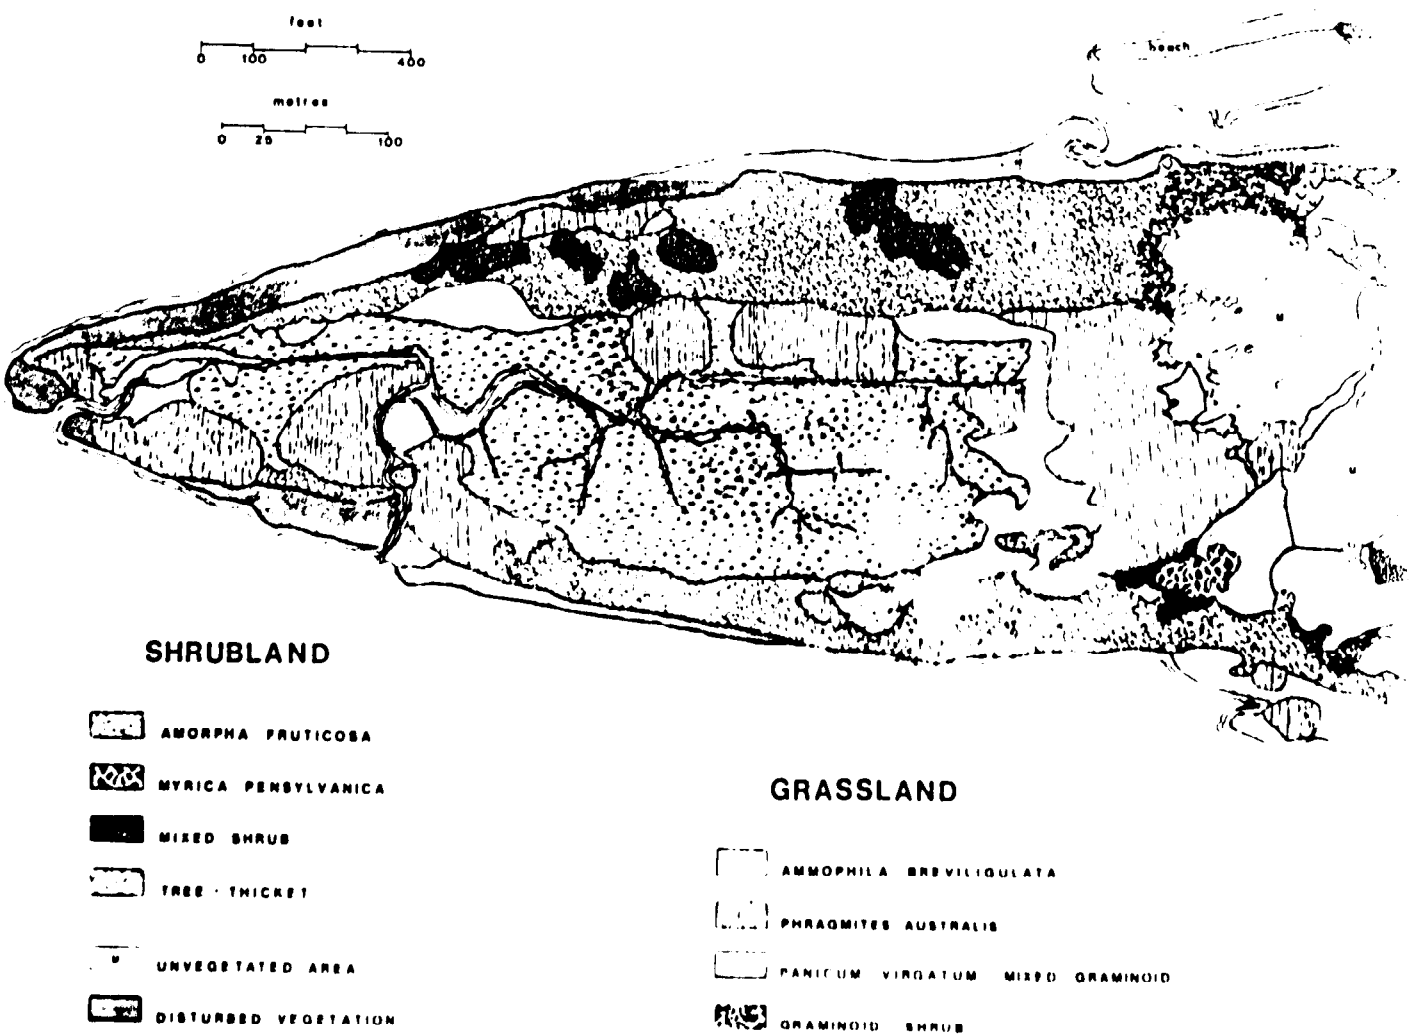 feet
0 100 400
metres
0 25 100
beach
M
M
M
SHRUBLAND
AMORPHA FRUTICOSA
MYRICA PENSYLVANICA
MIXED SHRUB
TREE - THICKET
M UNVEGETATED AREA
DISTURBED VEGETATION
GRASSLAND
AMMOPHILA BREVILIGULATA
PHRAGMITES AUSTRALIS
PANICUM VIRGATUM MIXED GRAMINOID
GRAMINOID SHRUB